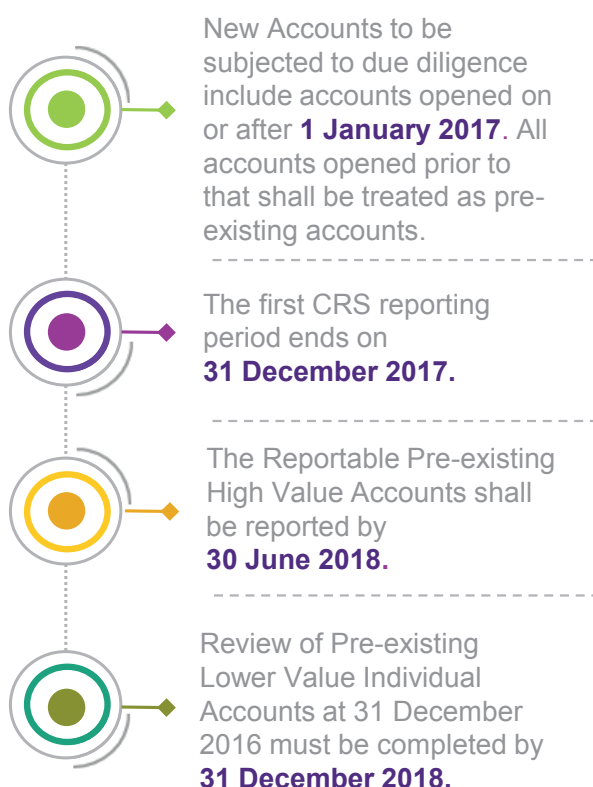 New Accounts to be
subjected to due diligence
include accounts opened on
or after 1 January 2017. All
accounts opened prior to
that shall be treated as pre-
existing accounts.
The first CRS reporting
period ends on
31 December 2017.
The Reportable Pre-existing
High Value Accounts shall
be reported by
30 June 2018.
Review of Pre-existing
Lower Value Individual
Accounts at 31 December
2016 must be completed by
31 December 2018.